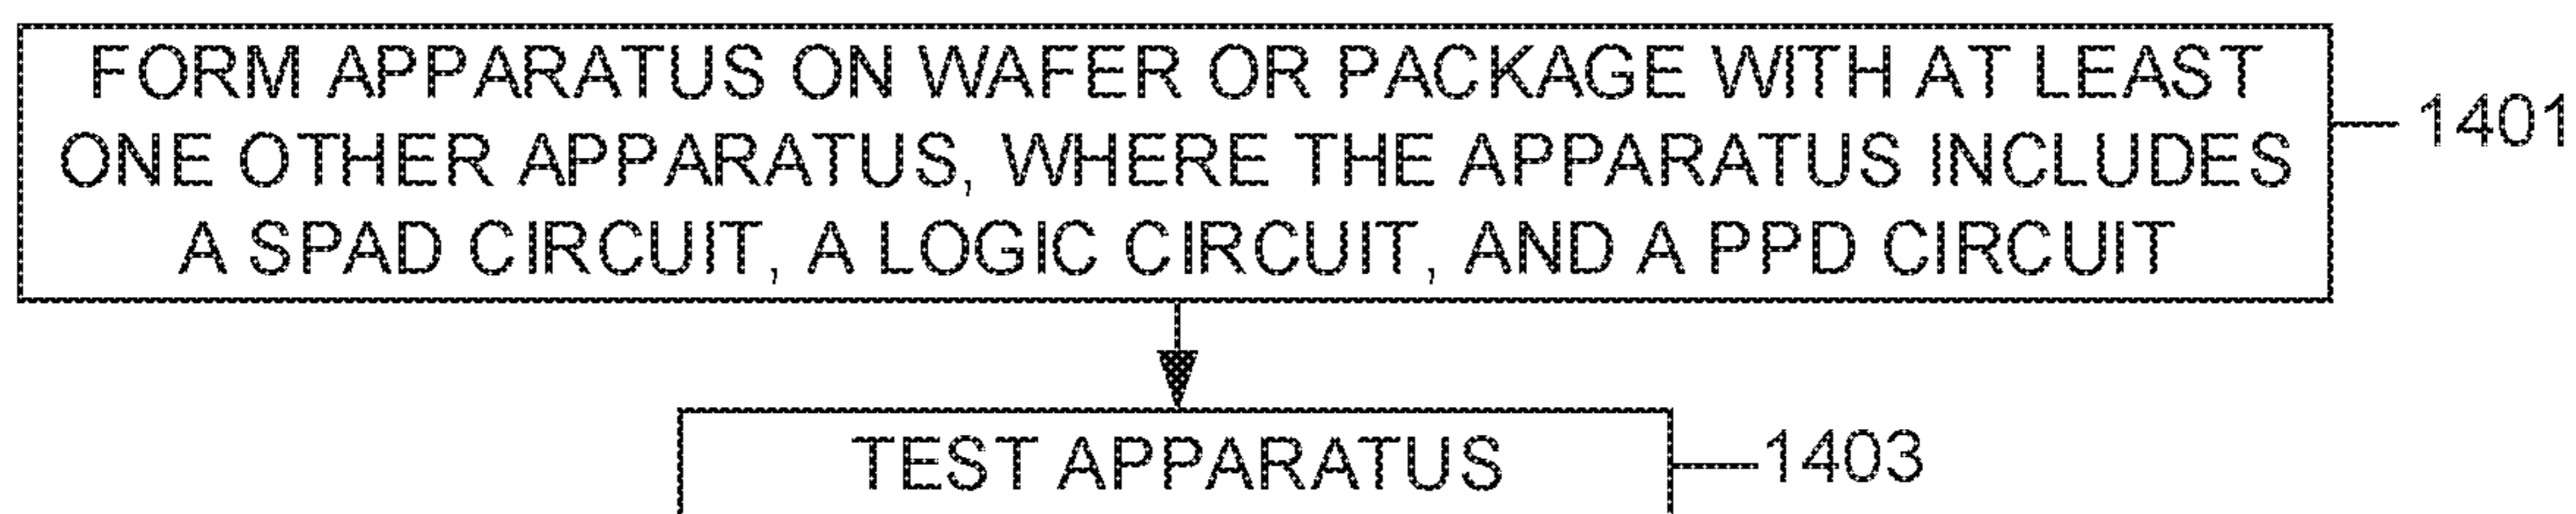 FORM APPARATUS ON WAFER OR PACKAGE WITH AT LEAST
ONE OTHER APPARATUS, WHERE THE APPARATUS INCLUDES
A SPAD CIRCUIT, A LOGIC CIRCUIT, AND A PPD CIRCUIT
1401
TEST APPARATUS
1403